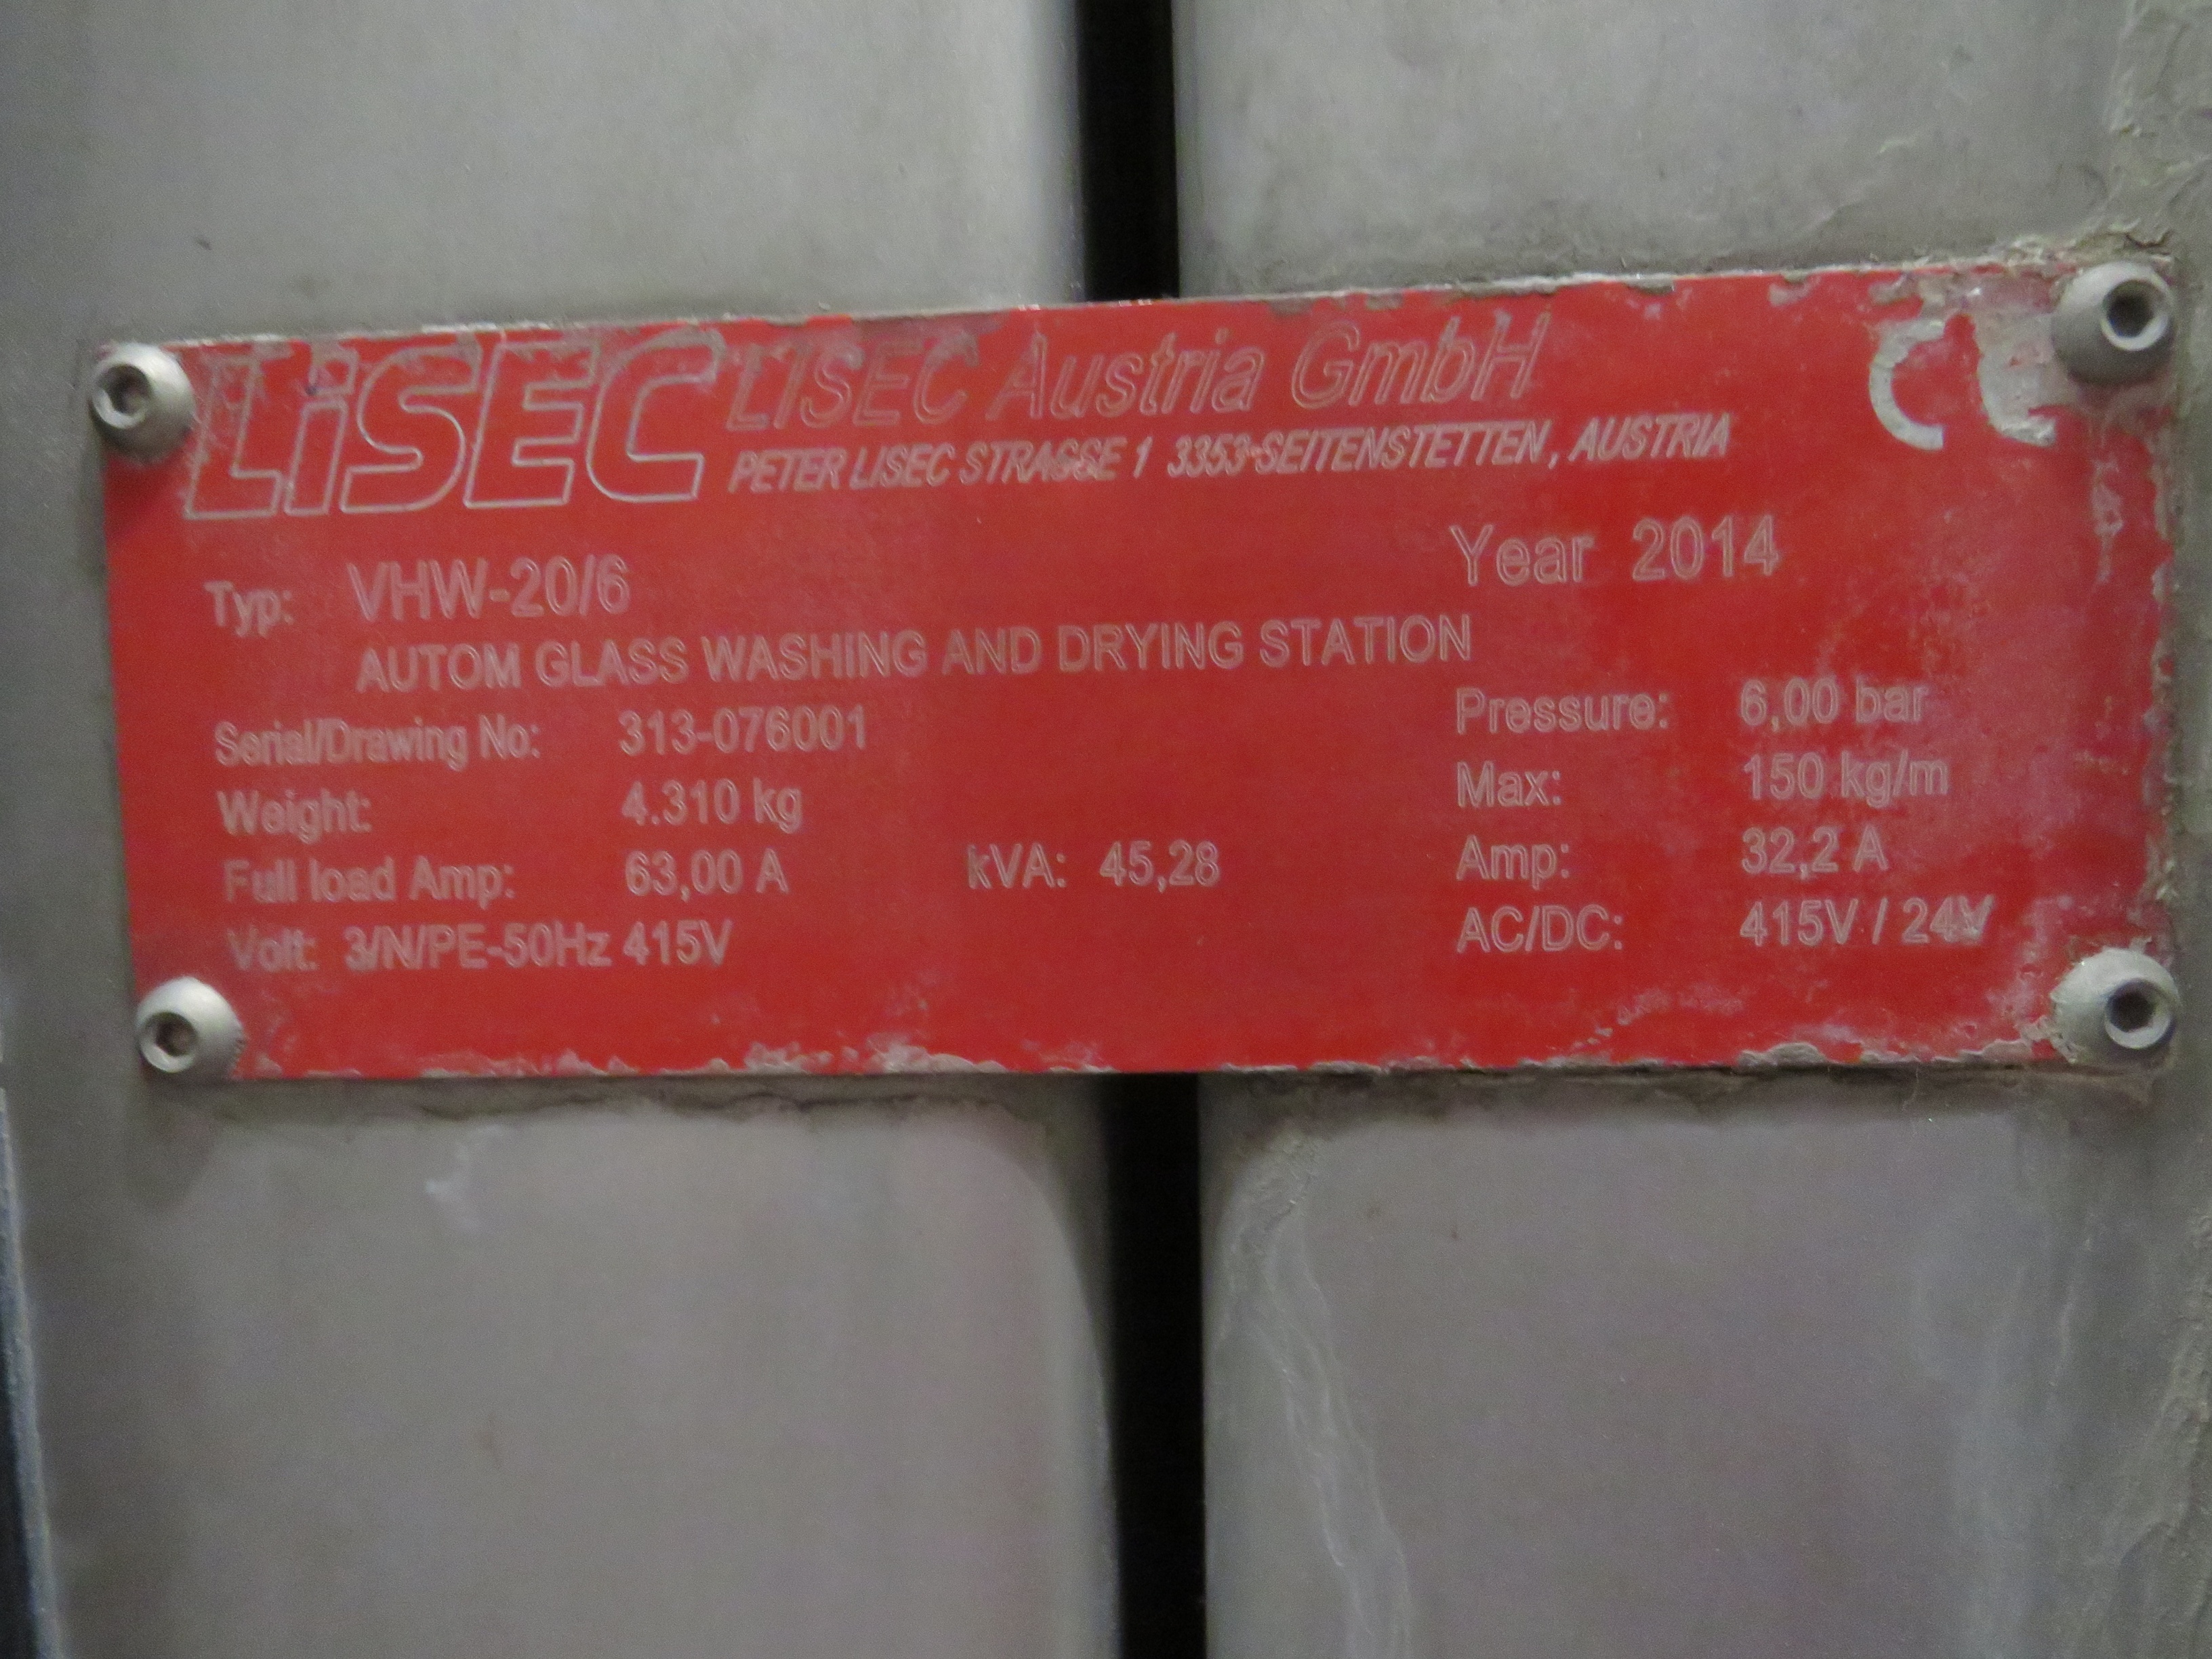 LiSEC LISEC Austria GmbH CE
PETER LISEC STRASSE 1 3353-SEITENSTETTEN, AUSTRIA
Year 2014
Typ: VHW-20/6
AUTOM GLASS WASHING AND DRYING STATION
Serial/Drawing No: 313-076001
Pressure: 6,00 bar
Weight: 4.310 kg
Max: 150 kg/m
Full load Amp: 63,00 A kVA: 45,28
Amp: 32,2 A
Volt: 3/N/PE-50Hz 415V
AC/DC: 415V / 24V